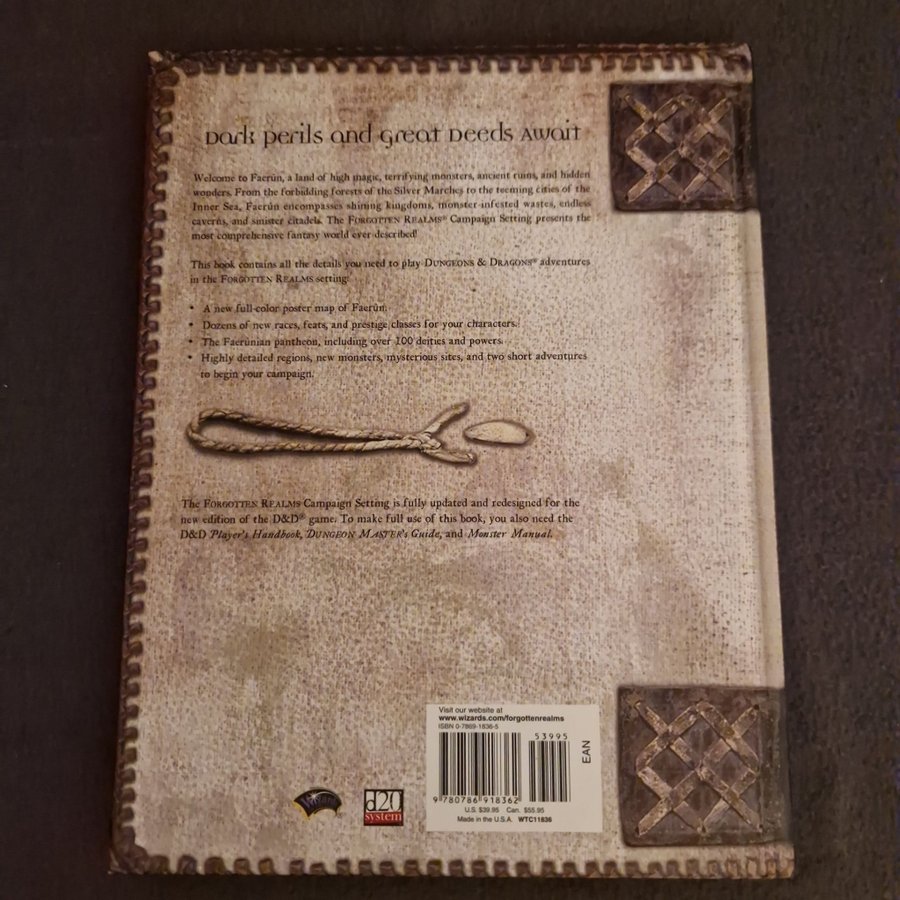 Dark Perils and Great Deeds Await
Welcome to Faerûn, a land of high magic, terrifying monsters, ancient ruins, and hidden
wonders. From the forbidding forests of the Silver Marches to the teeming cities of the
Inner Sea, Faerûn encompasses shining kingdoms, monster-infested wastes, endless
caverns, and sinister citadels. The FORGOTTEN REALMS® Campaign Setting presents the
most comprehensive fantasy world ever described!
This book contains all the details you need to play DUNGEONS & DRAGONS® adventures
in the FORGOTTEN REALMS setting:
• A new full-color poster map of Faerûn.
• Dozens of new races, feats, and prestige classes for your characters.
• The Faerûnian pantheon, including over 100 deities and powers.
• Highly detailed regions, new monsters, mysterious sites, and two short adventures
to begin your campaign.
The FORGOTTEN REALMS Campaign Setting is fully updated and redesigned for the
new edition of the D&D® game. To make full use of this book, you also need the
D&D Player's Handbook, DUNGEON MASTER's Guide, and Monster Manual.
Visit our website at
www.wizards.com/forgottenrealms
ISBN 0-7869-1836-5
53995
EAN
9 780786 918362
U.S. $39.95 Can. $55.95
Made in the U.S.A. WTC11836
Wizards
d20
system